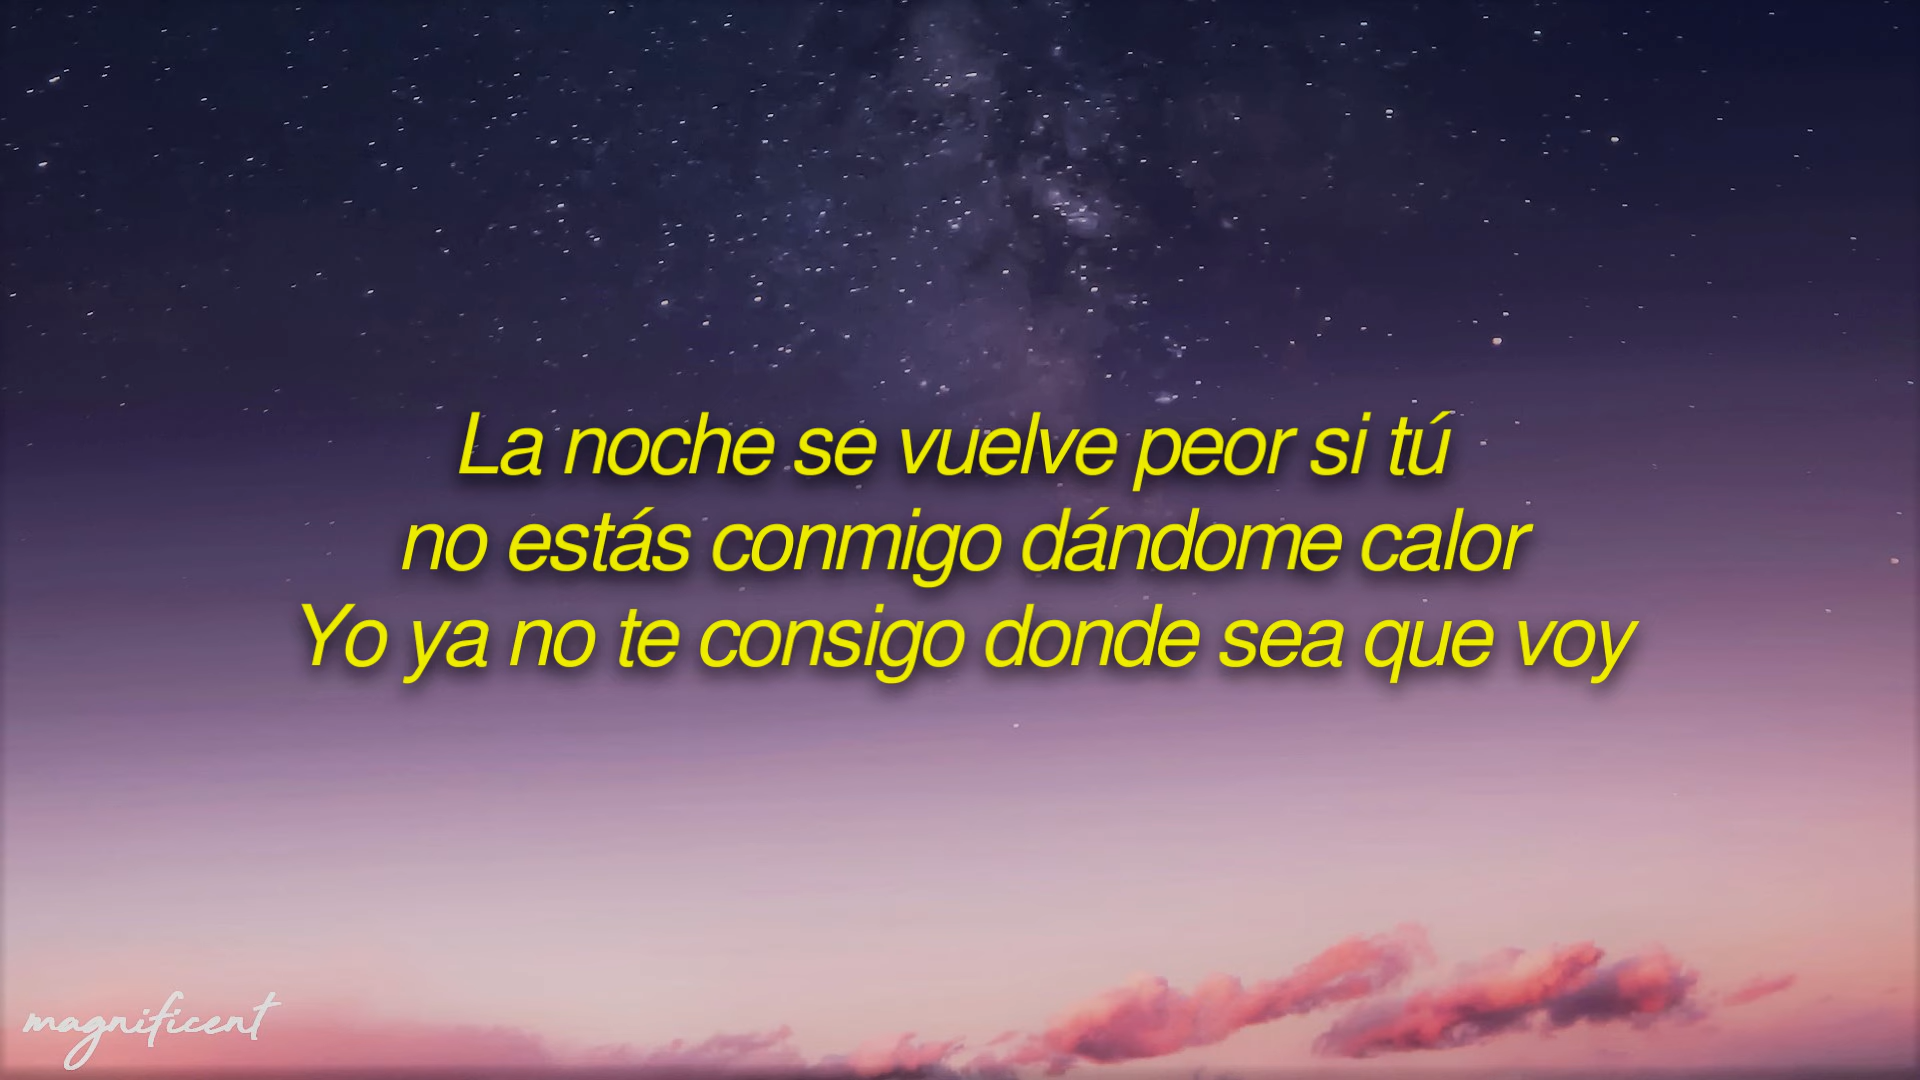 La noche se vuelve peor si tú
no estás conmigo dándome calor
Yo ya no te consigo donde sea que voy
magnificent